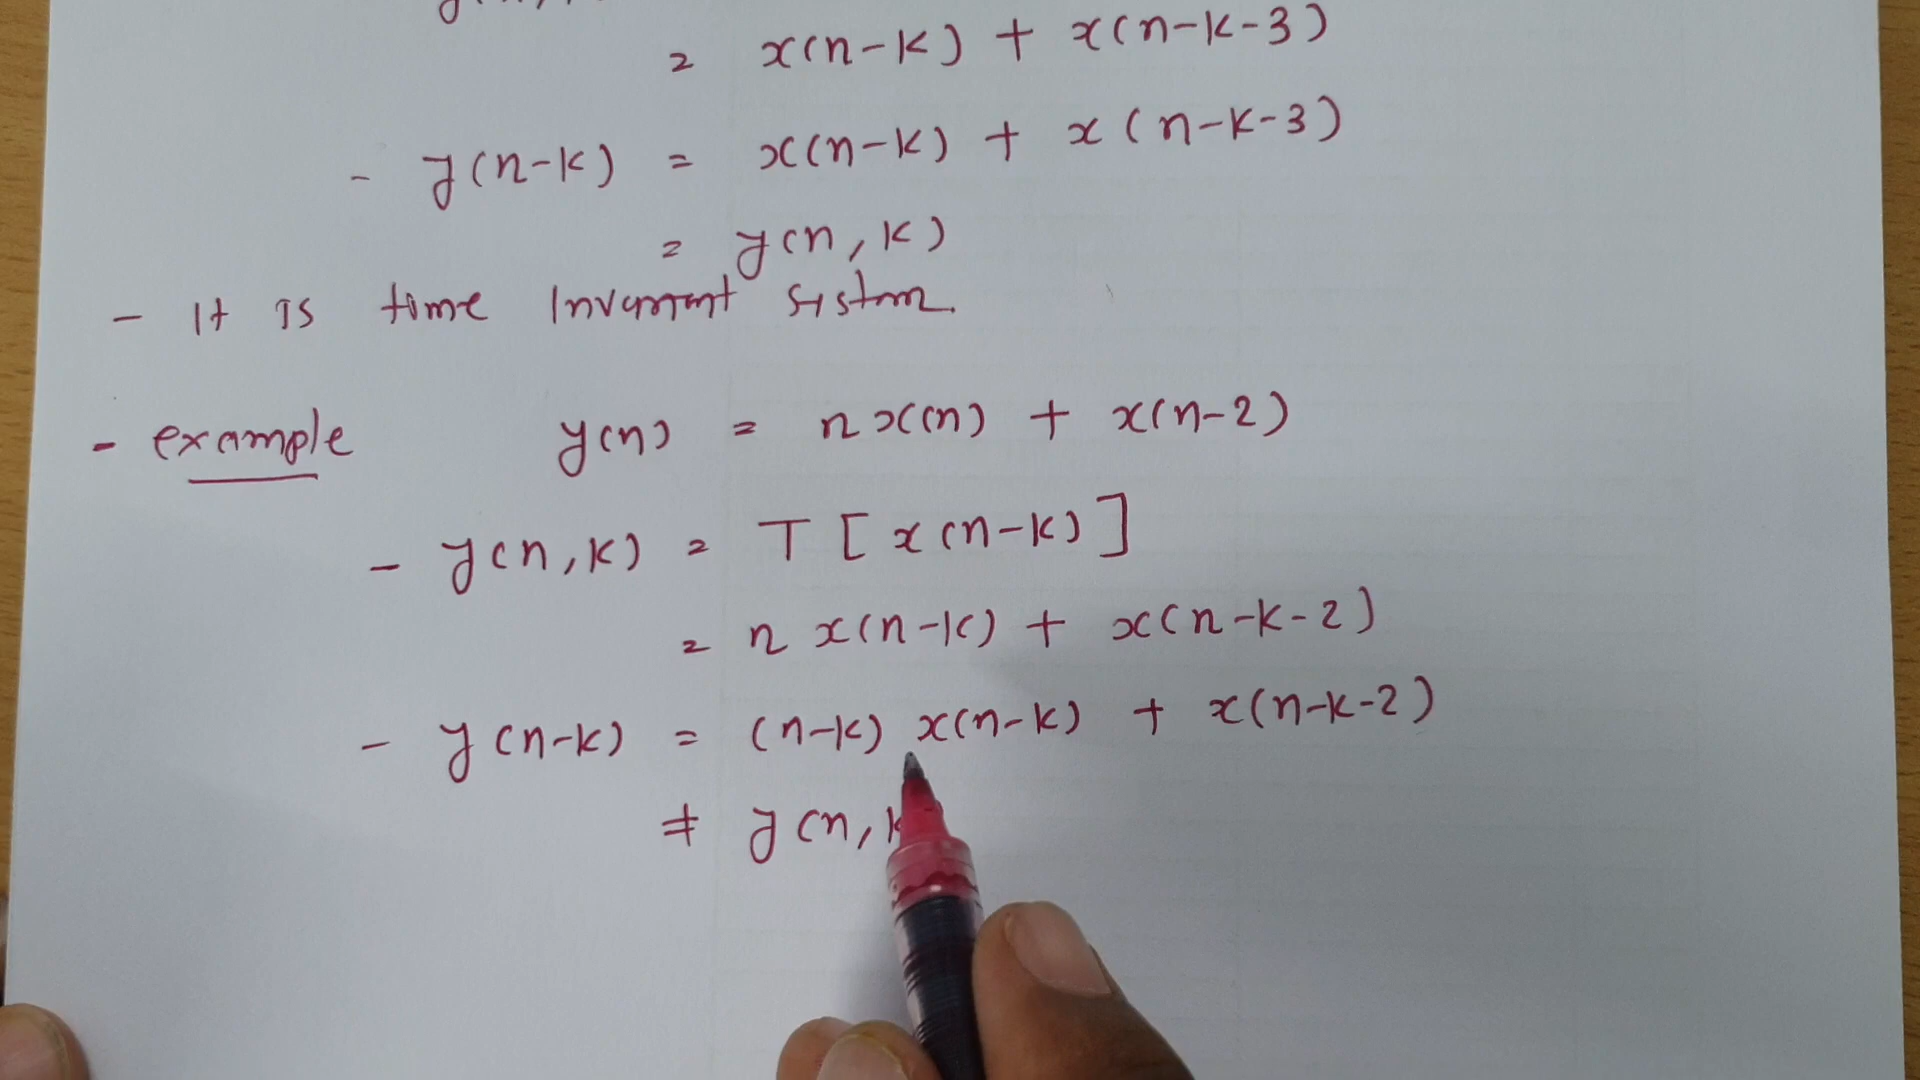 = x(n-k) + x(n-k-3)
- y(n-k) = x(n-k) + x(n-k-3)
= y(n,k)
- It is time invariant system.
- example y(n) = n x(n) + x(n-2)
- y(n,k) = T[x(n-k)]
= n x(n-k) + x(n-k-2)
- y(n-k) = (n-k) x(n-k) + x(n-k-2)
≠ y(n,k